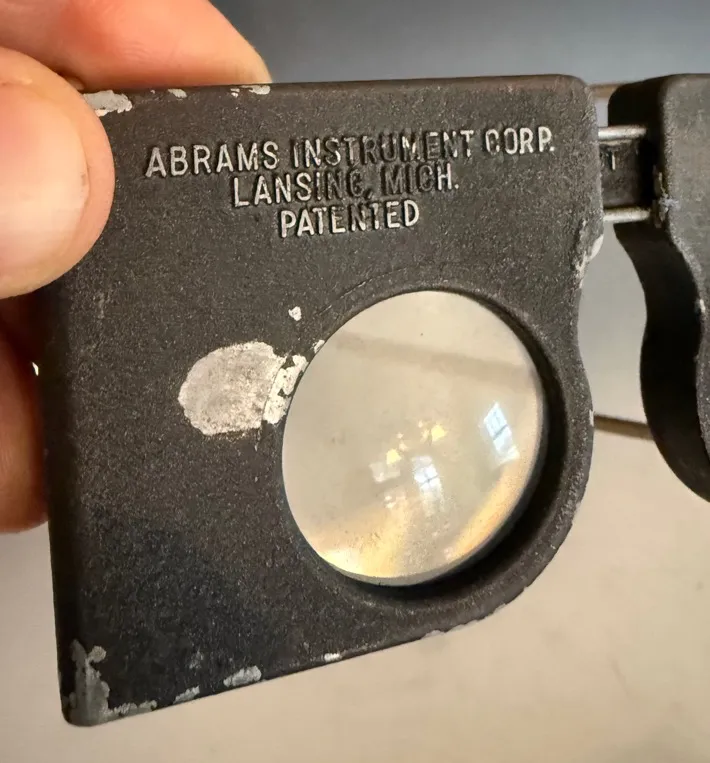 ABRAMS INSTRUMENT CORP.
LANSING, MICH.
PATENTED